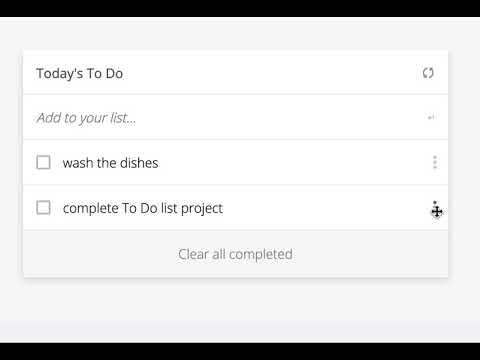 Today's To Do
Add to your list...
wash the dishes
complete To Do list project
Clear all completed